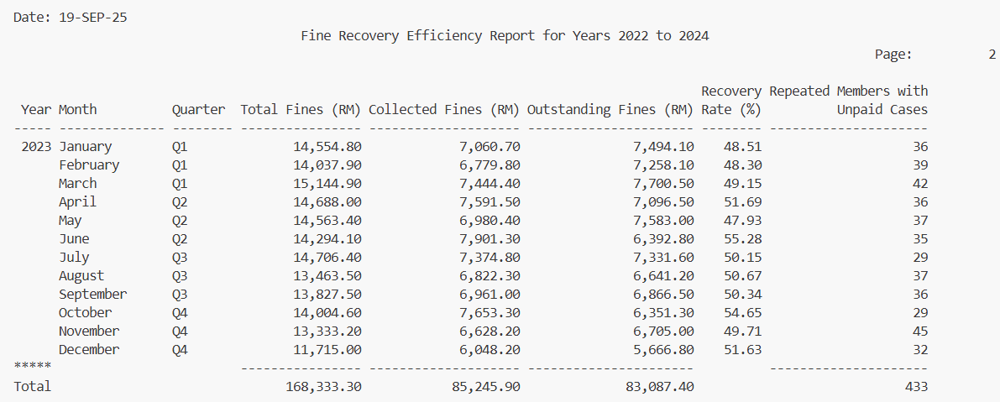 Date: 19-SEP-25
Fine Recovery Efficiency Report for Years 2022 to 2024
Page: 2
Recovery Repeated Members with
Year Month Quarter Total Fines (RM) Collected Fines (RM) Outstanding Fines (RM) Rate (%) Unpaid Cases
----- -------------- -------- ---------------- -------------------- ---------------------- -------- ---------------------
2023 January Q1 14,554.80 7,060.70 7,494.10 48.51 36
February Q1 14,037.90 6,779.80 7,258.10 48.30 39
March Q1 15,144.90 7,444.40 7,700.50 49.15 42
April Q2 14,688.00 7,591.50 7,096.50 51.69 36
May Q2 14,563.40 6,980.40 7,583.00 47.93 37
June Q2 14,294.10 7,901.30 6,392.80 55.28 35
July Q3 14,706.40 7,374.80 7,331.60 50.15 29
August Q3 13,463.50 6,822.30 6,641.20 50.67 37
September Q3 13,827.50 6,961.00 6,866.50 50.34 36
October Q4 14,004.60 7,653.30 6,351.30 54.65 29
November Q4 13,333.20 6,628.20 6,705.00 49.71 45
December Q4 11,715.00 6,048.20 5,666.80 51.63 32
***** ---------------- -------------------- ---------------------- ---------------------
Total 168,333.30 85,245.90 83,087.40 433